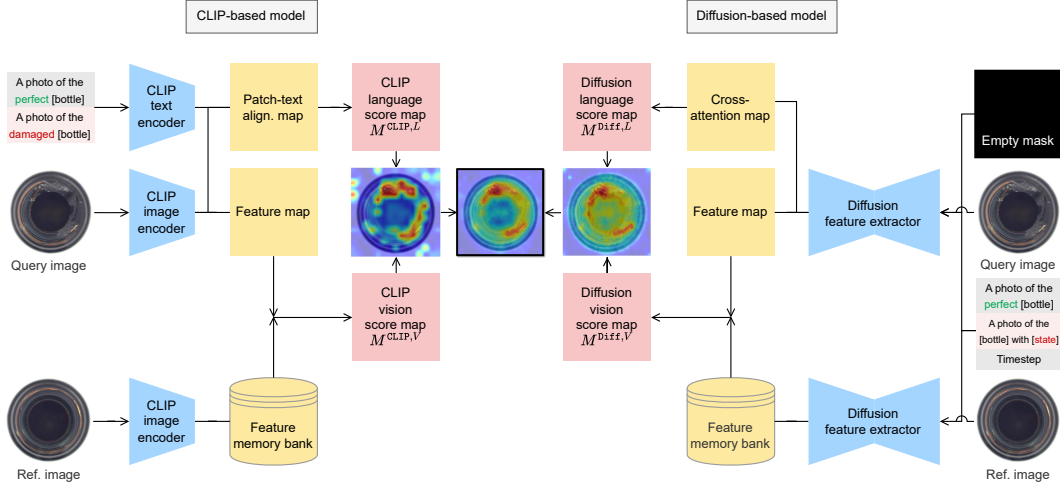 CLIP-based model
Diffusion-based model
A photo of the
perfect [bottle]
A photo of the
damaged [bottle]
CLIP
text
encoder
Patch-text
align. map
CLIP
language
score map
M^CLIP,L
Diffusion
language
score map
M^Diff,L
Cross-
attention map
Empty mask
Query image
CLIP
image
encoder
Feature map
Feature map
Diffusion
feature extractor
Query image
CLIP
vision
score map
M^CLIP,V
Diffusion
vision
score map
M^Diff,V
A photo of the
perfect [bottle]
A photo of the
[bottle] with [state]
Timestep
Ref. image
CLIP
image
encoder
Feature
memory bank
Feature
memory bank
Diffusion
feature extractor
Ref. image